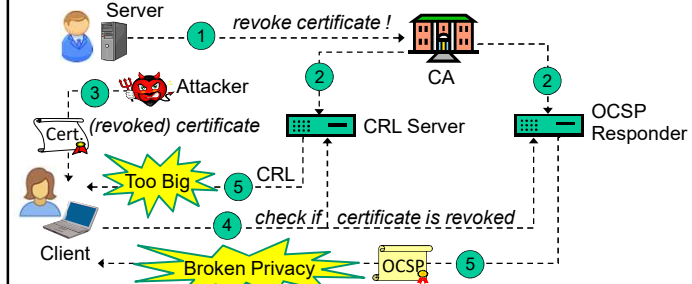 Server
1
revoke certificate !
CA
2
2
3
Attacker
Cert.
(revoked) certificate
CRL Server
OCSP
Responder
Too Big
5
CRL
4
check if certificate is revoked
Client
Broken Privacy
OCSP
5